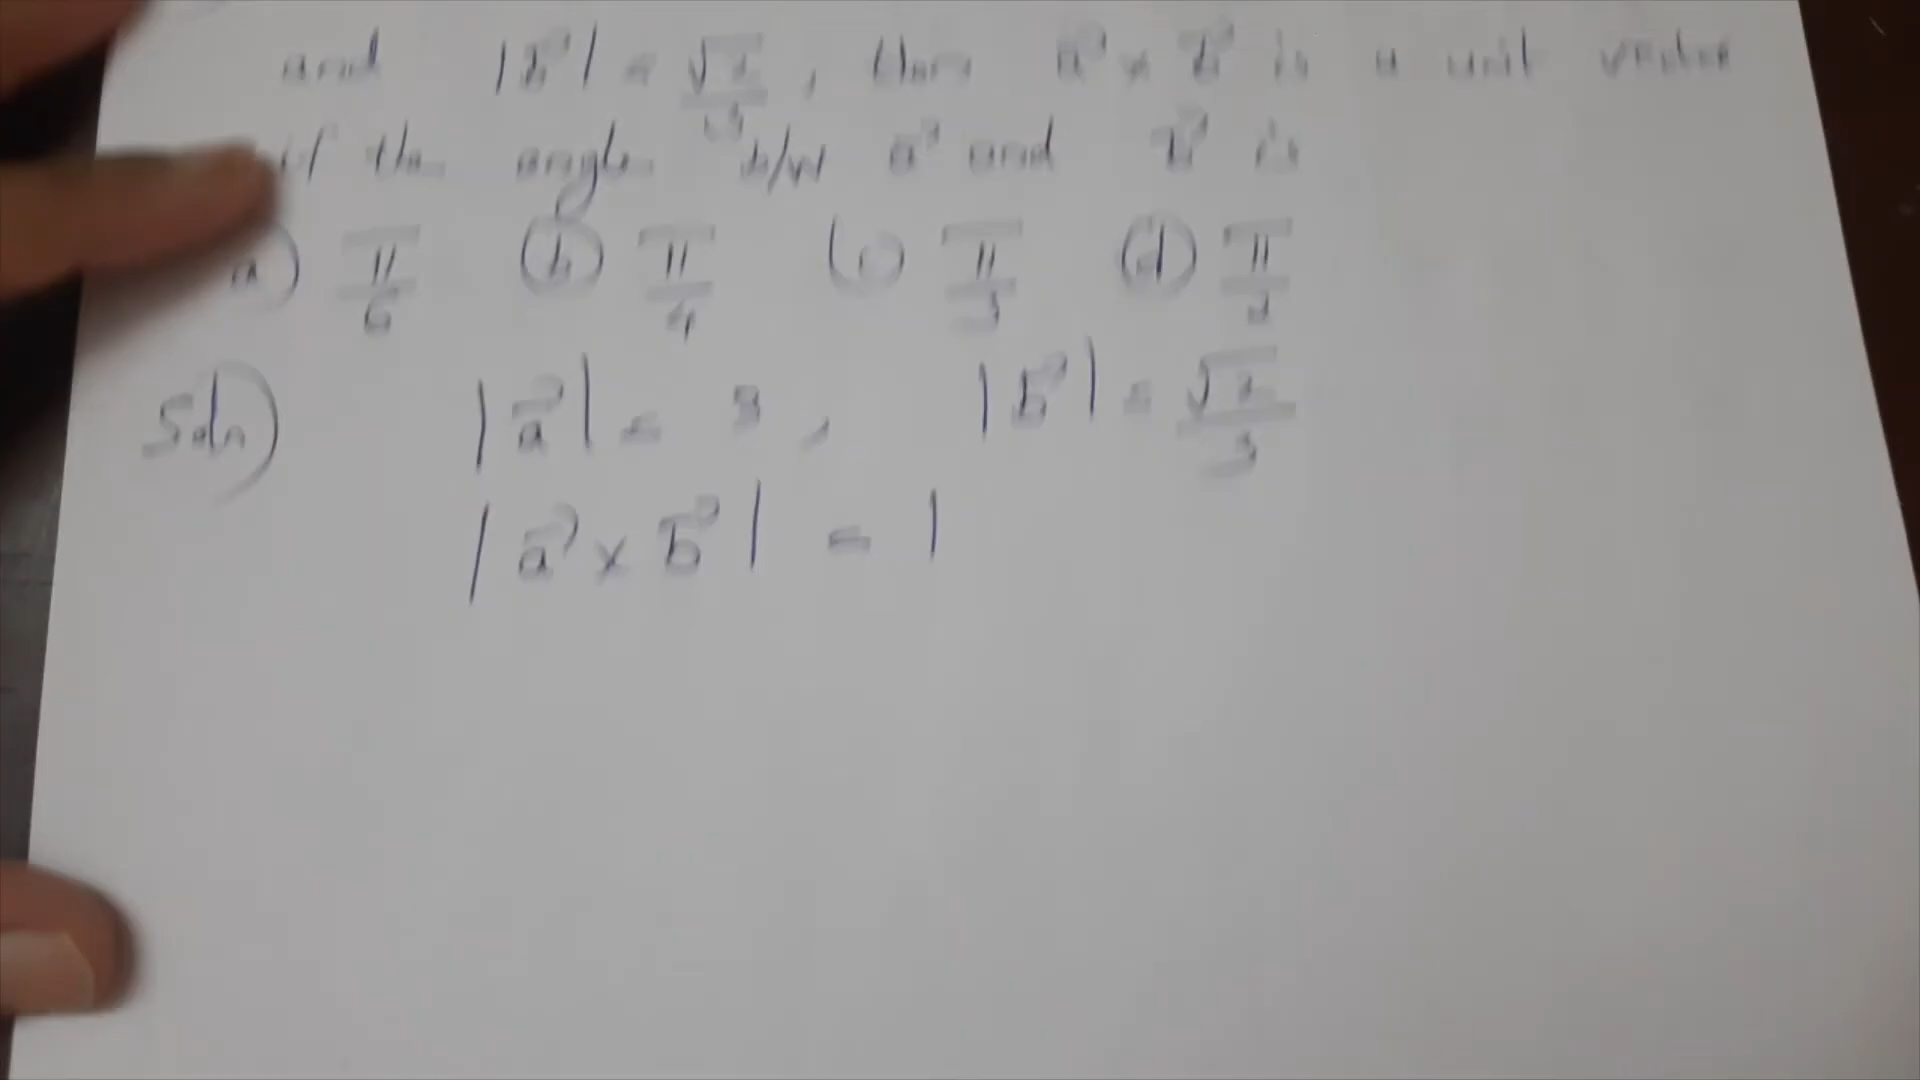 and |b⃗| = √2/3, then a⃗ × b⃗ is a unit vector
if the angle b/w a⃗ and b⃗ is
a) π/6 (b) π/4 (c) π/3 (d) π/2
Soln) |a⃗| = 3, |b⃗| = √2/3
|a⃗ × b⃗| = 1